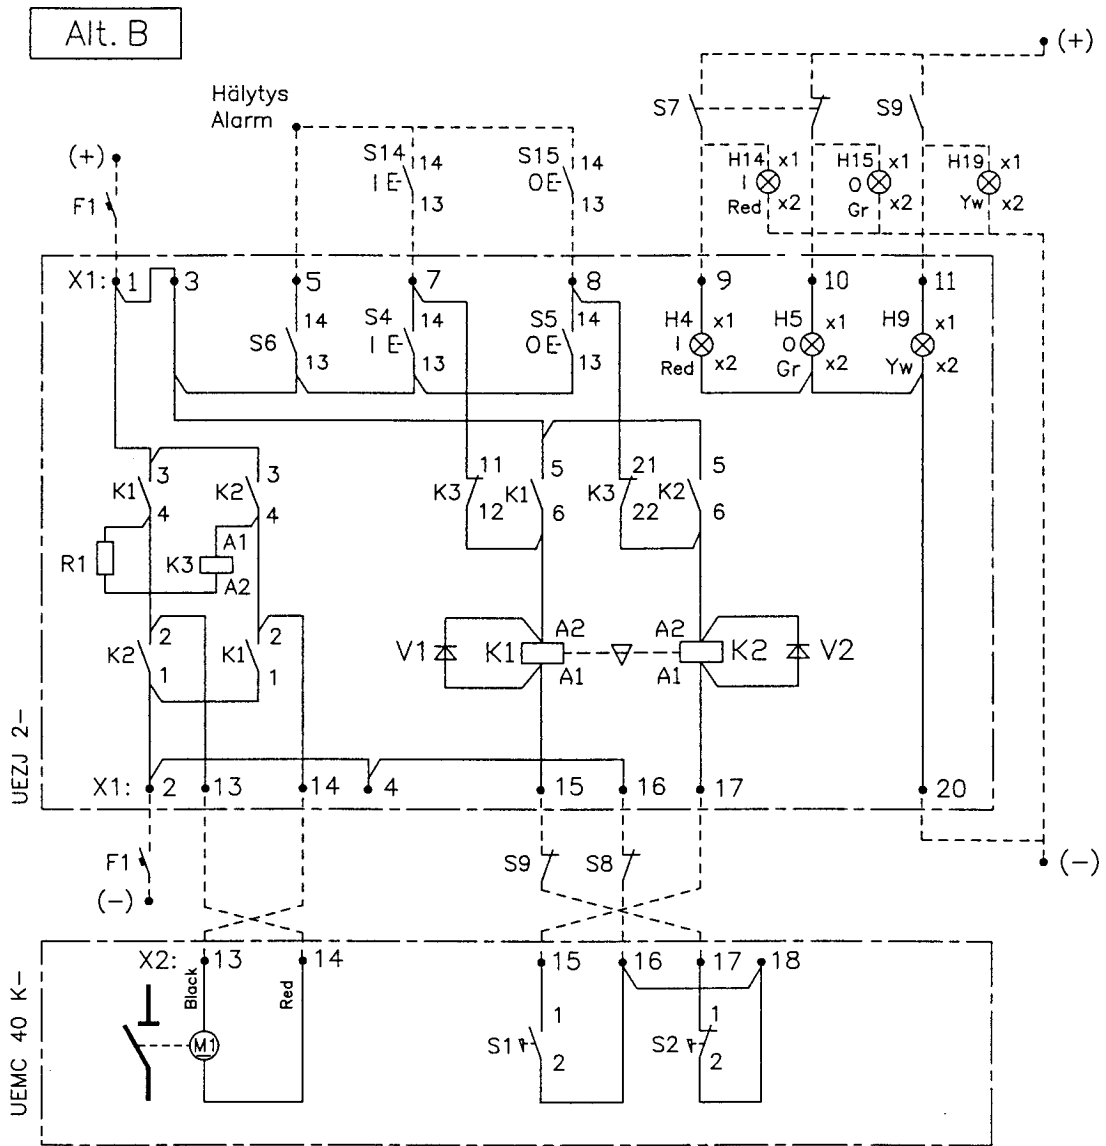 Alt. B
(+)
Hälytys
Alarm
S7
S9
(+)
S14
14
I E-
13
S15
14
O E-
13
F1
H14 x1
I
Red x2
H15 x1
O
Gr x2
H19 x1
Yw x2
X1: 1 3 5 7 8 9 10 11
S6
14
13
S4
14
I E-
13
S5
14
O E-
13
H4 x1
I
Red x2
H5 x1
O
Gr x2
H9 x1
Yw x2
K1
3
4
K2
3
4
K3
11
12
K1
5
6
K3
21
22
K2
5
6
R1
K3
A1
A2
K2
2
1
K1
2
1
V1
K1
A2
A1
A2
A1
K2
V2
UEZJ 2-
X1: 2 13 14 4 15 16 17 20
F1
(-)
S9
S8
(-)
X2: 13 14 15 16 17 18
Black
Red
M1
S1
1
2
S2
1
2
UEMC 40 K-